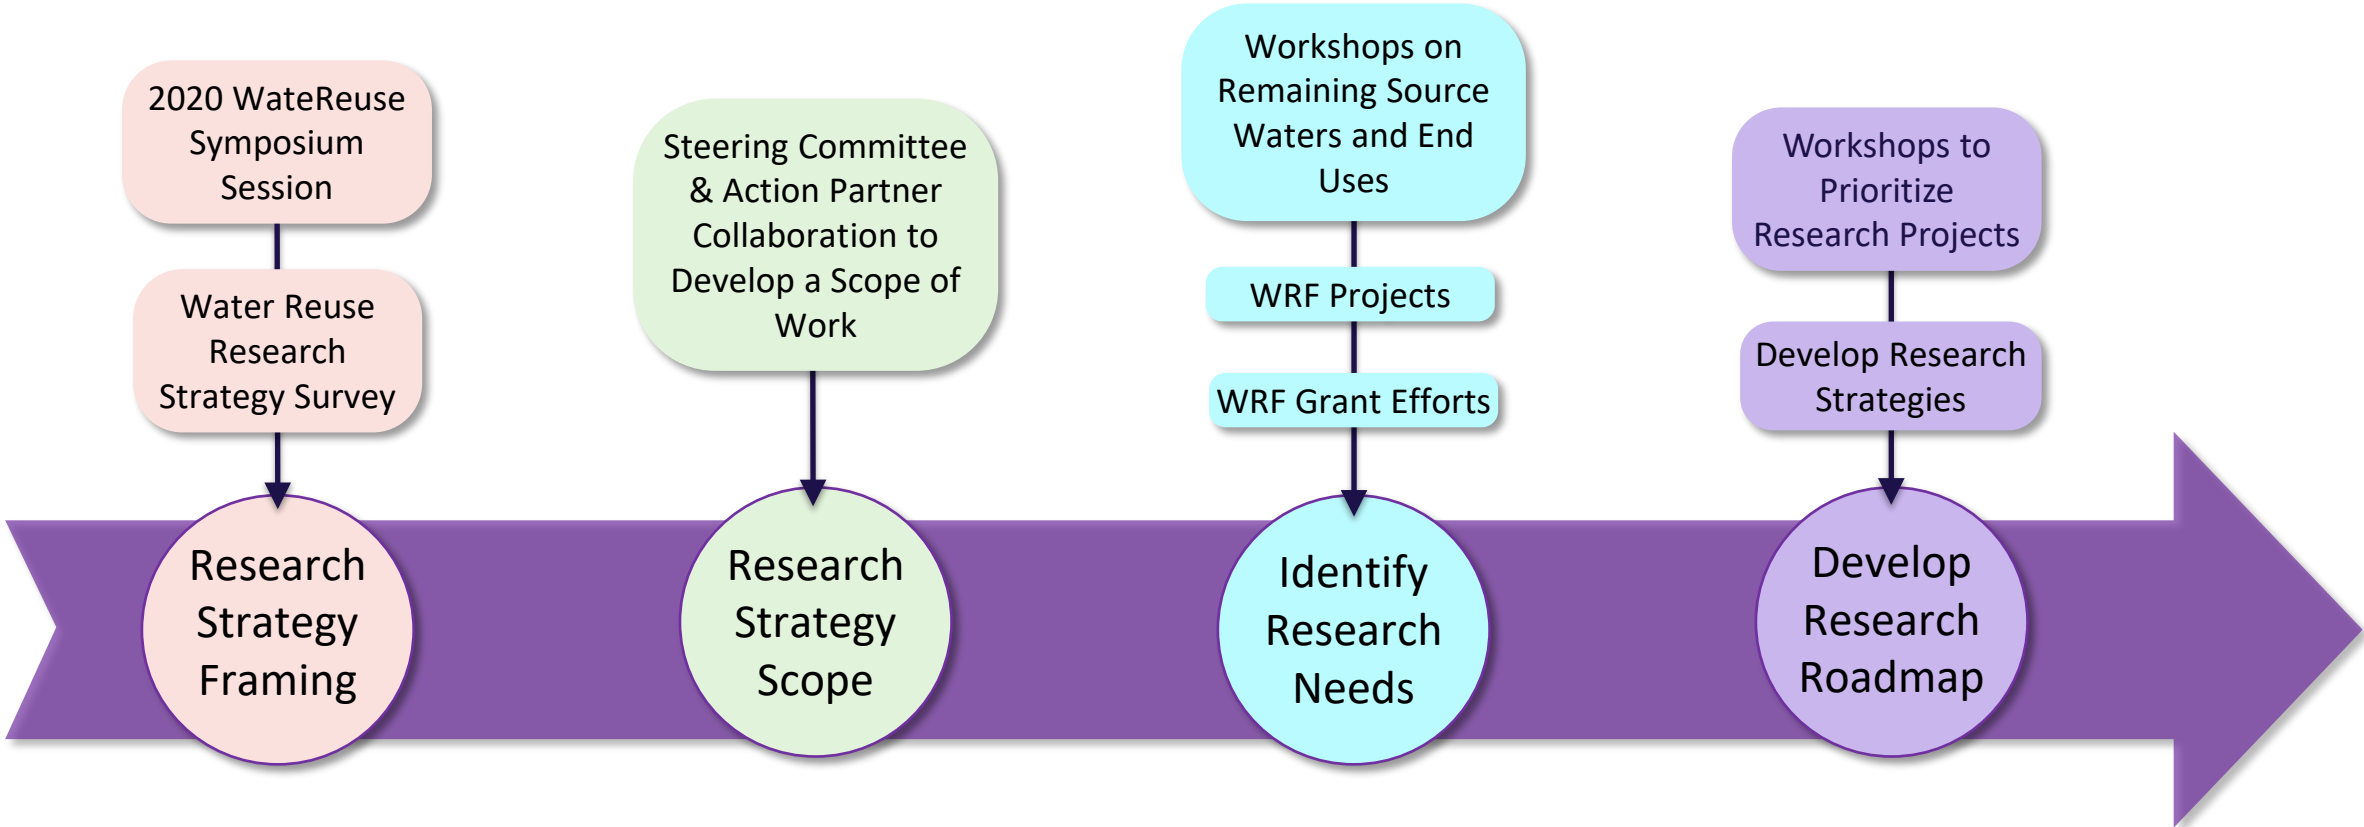 2020 WateReuse
Symposium
Session
Water Reuse
Research
Strategy Survey
Research
Strategy
Framing
Steering Committee
& Action Partner
Collaboration to
Develop a Scope of
Work
Research
Strategy
Scope
Workshops on
Remaining Source
Waters and End
Uses
WRF Projects
WRF Grant Efforts
Identify
Research
Needs
Workshops to
Prioritize
Research Projects
Develop Research
Strategies
Develop
Research
Roadmap